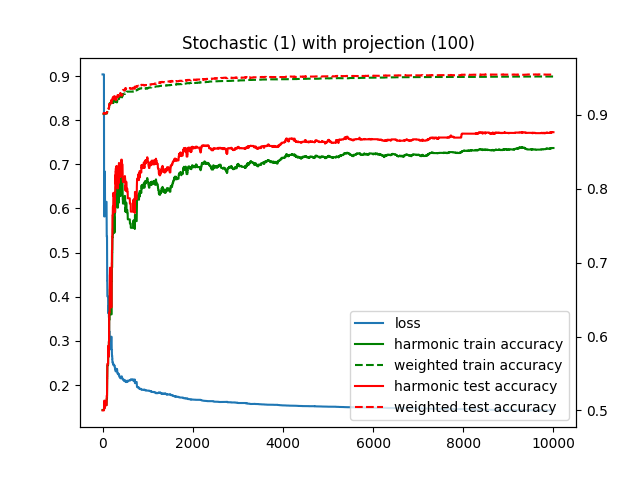 Stochastic (1) with projection (100)
0.9
0.8
0.7
0.6
0.5
0.4
0.3
0.2
0.9
0.8
0.7
0.6
0.5
loss
harmonic train accuracy
weighted train accuracy
harmonic test accuracy
weighted test accuracy
0 2000 4000 6000 8000 10000